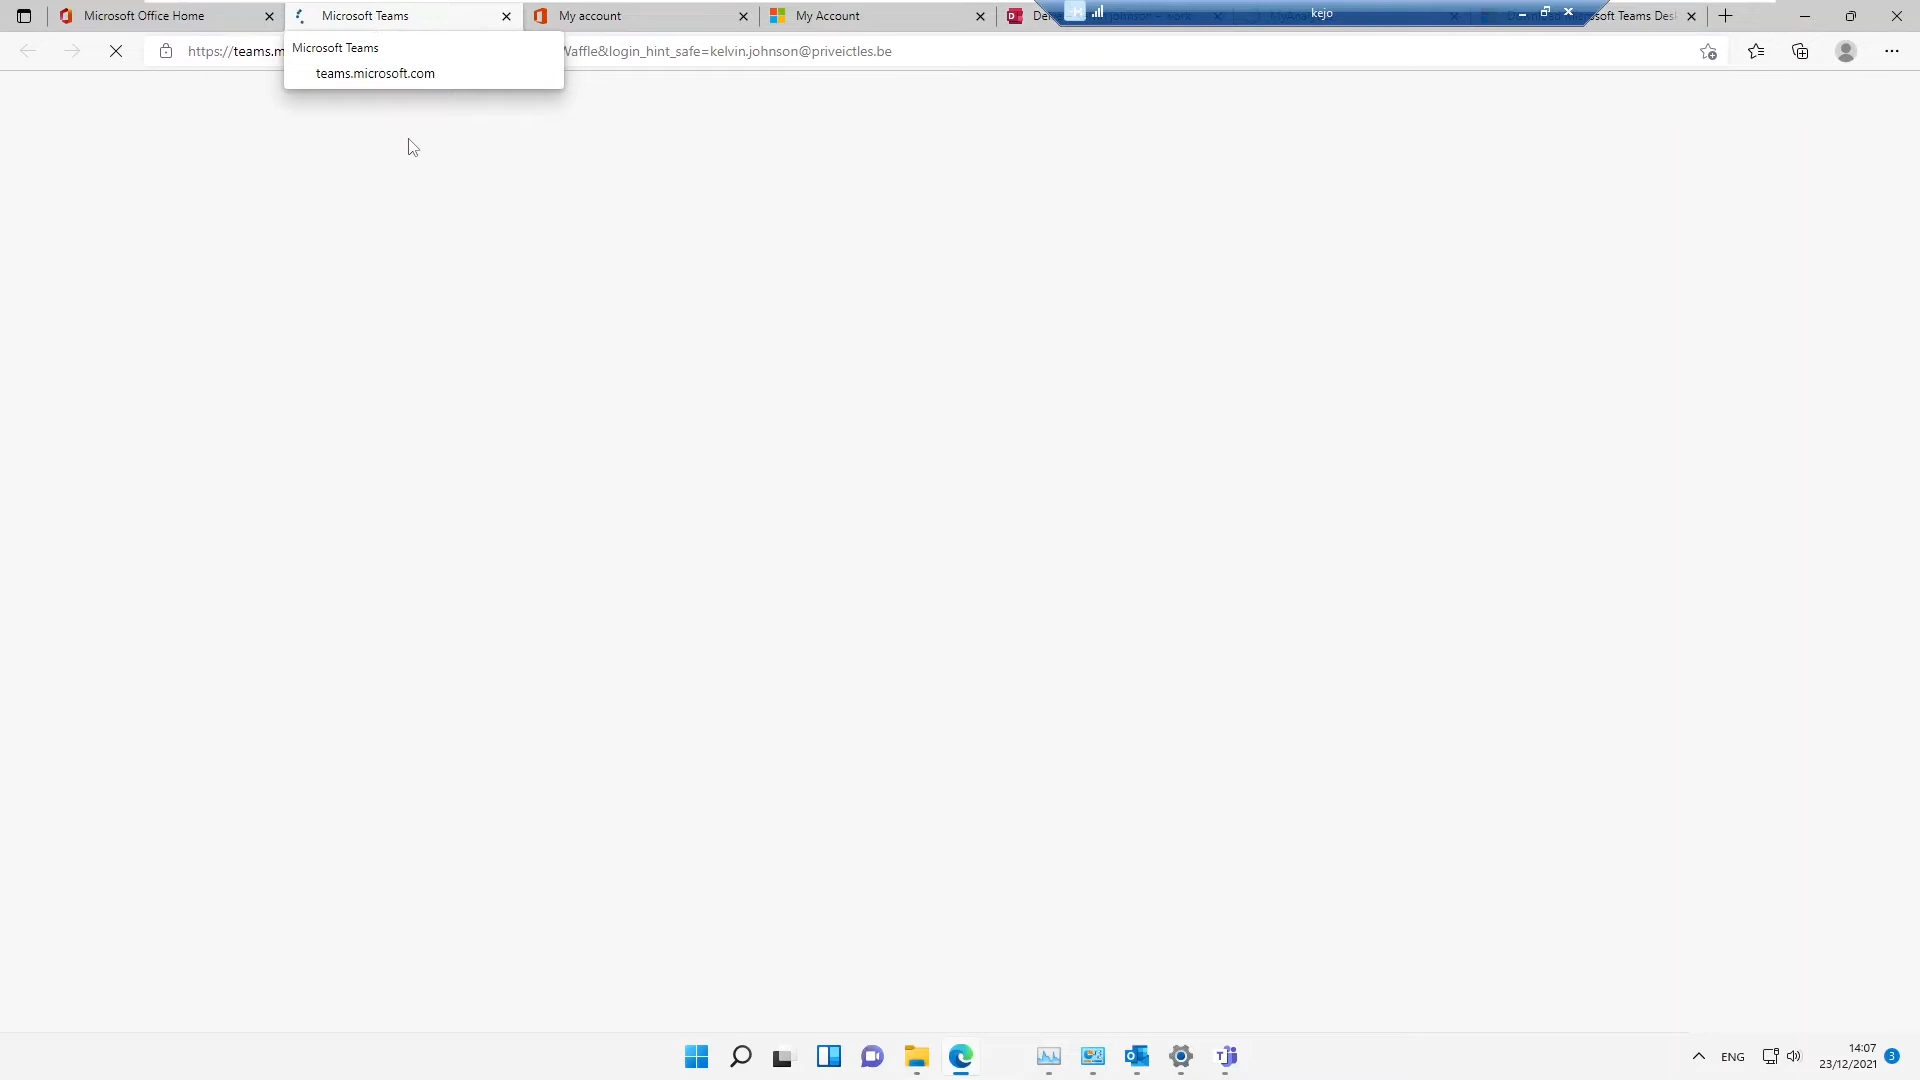 Microsoft Office Home
Microsoft Teams
My account
My Account
kejo
soft Teams Des
https://teams.m
Waffle&login_hint_safe=kelvin.johnson@priveictles.be
Microsoft Teams
teams.microsoft.com
ENG
14:07
23/12/2021
3